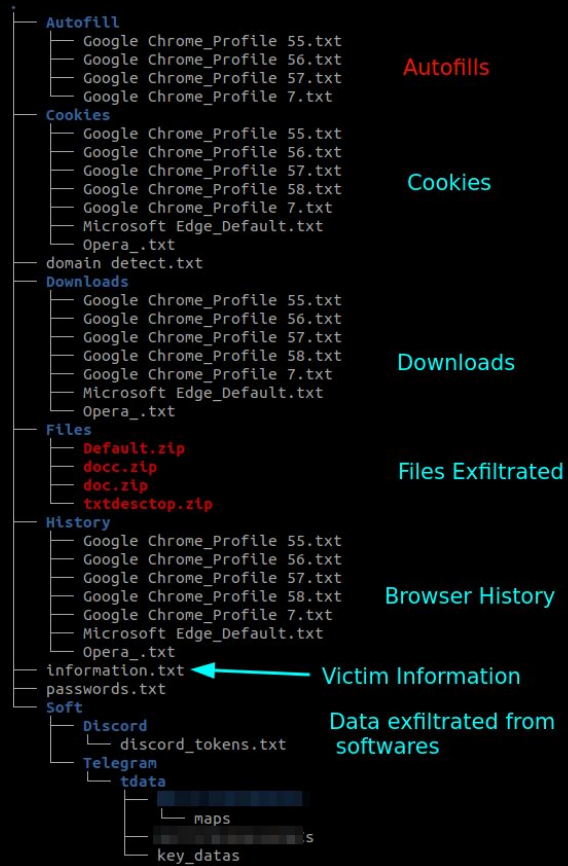 .
Autofill
Google Chrome_Profile 55.txt
Google Chrome_Profile 56.txt
Google Chrome_Profile 57.txt
Google Chrome_Profile 7.txt
Autofills
Cookies
Google Chrome_Profile 55.txt
Google Chrome_Profile 56.txt
Google Chrome_Profile 57.txt
Google Chrome_Profile 58.txt
Google Chrome_Profile 7.txt
Microsoft Edge_Default.txt
Opera_.txt
Cookies
domain detect.txt
Downloads
Google Chrome_Profile 55.txt
Google Chrome_Profile 56.txt
Google Chrome_Profile 57.txt
Google Chrome_Profile 58.txt
Google Chrome_Profile 7.txt
Microsoft Edge_Default.txt
Opera_.txt
Downloads
Files
Default.zip
docc.zip
doc.zip
txtdesctop.zip
Files Exfiltrated
History
Google Chrome_Profile 55.txt
Google Chrome_Profile 56.txt
Google Chrome_Profile 57.txt
Google Chrome_Profile 58.txt
Google Chrome_Profile 7.txt
Microsoft Edge_Default.txt
Opera_.txt
Browser History
information.txt
Victim Information
passwords.txt
Soft
Discord
discord_tokens.txt
Data exfiltrated from
softwares
Telegram
tdata
maps
key_datas